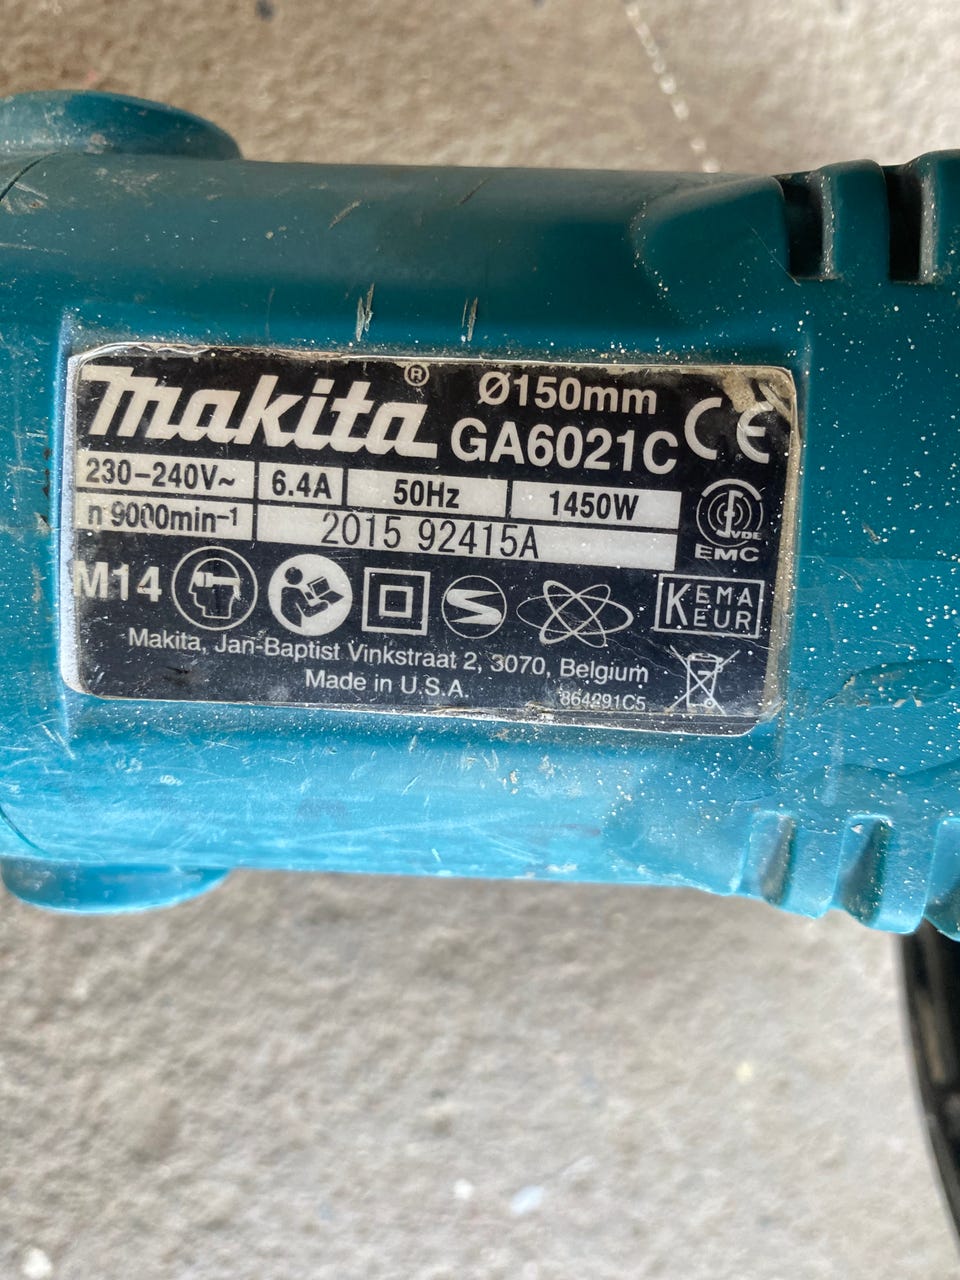 makita®
Ø150mm
GA6021C
CE
230-240V~ 6.4A 50Hz 1450W
n 9000min-1 2015 92415A
VDE
EMC
M14
S
KEMA
KEUR
Makita, Jan-Baptist Vinkstraat 2, 3070, Belgium
Made in U.S.A.
864291C5